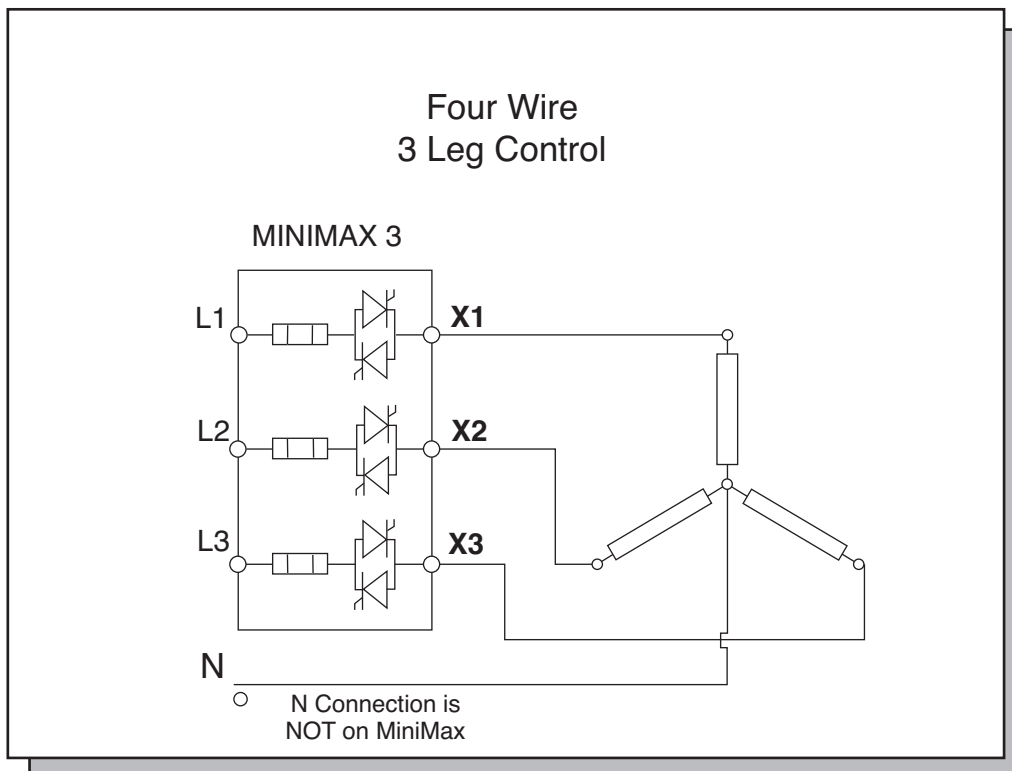 Four Wire
3 Leg Control
MINIMAX 3
L1
X1
L2
X2
L3
X3
N
N Connection is
NOT on MiniMax